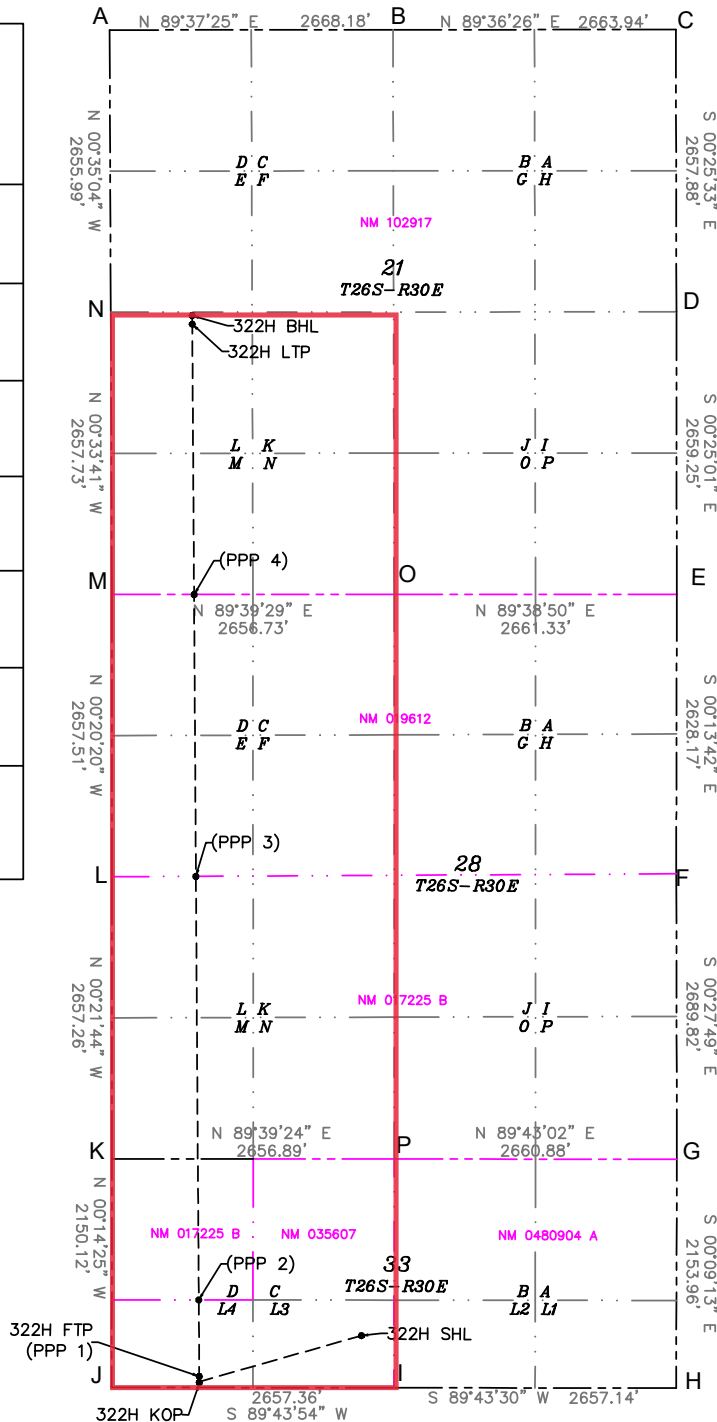 A
B
C
N 89°37'25" E 2668.18'
N 89°36'26" E 2663.94'
N 00°35'04" W
2655.99'
S 00°25'33" E
2657.88'
D C
E F
B A
G H
NM 102917
21
T26S-R30E
N
D
322H BHL
322H LTP
N 00°33'41" W
2657.73'
S 00°25'01" E
2659.25'
L K
M N
J I
O P
(PPP 4)
M
O
E
N 89°39'29" E
2656.73'
N 89°38'50" E
2661.33'
N 00°20'20" W
2657.51'
S 00°13'42" E
2628.17'
NM 019612
D C
E F
B A
G H
(PPP 3)
28
T26S-R30E
L
F
N 00°21'44" W
2657.26'
S 00°27'49" E
2689.82'
NM 017225 B
L K
M N
J I
O P
N 89°39'24" E
2656.89'
N 89°43'02" E
2660.88'
K
P
G
N 00°14'25" W
2150.12'
S 00°09'13" E
2153.96'
NM 017225 B
NM 035607
NM 0480904 A
(PPP 2)
33
T26S-R30E
D C
L4 L3
B A
L2 L1
322H FTP
(PPP 1)
322H SHL
J
I
H
2657.36'
S 89°43'54" W
S 89°43'30" W 2657.14'
322H KOP